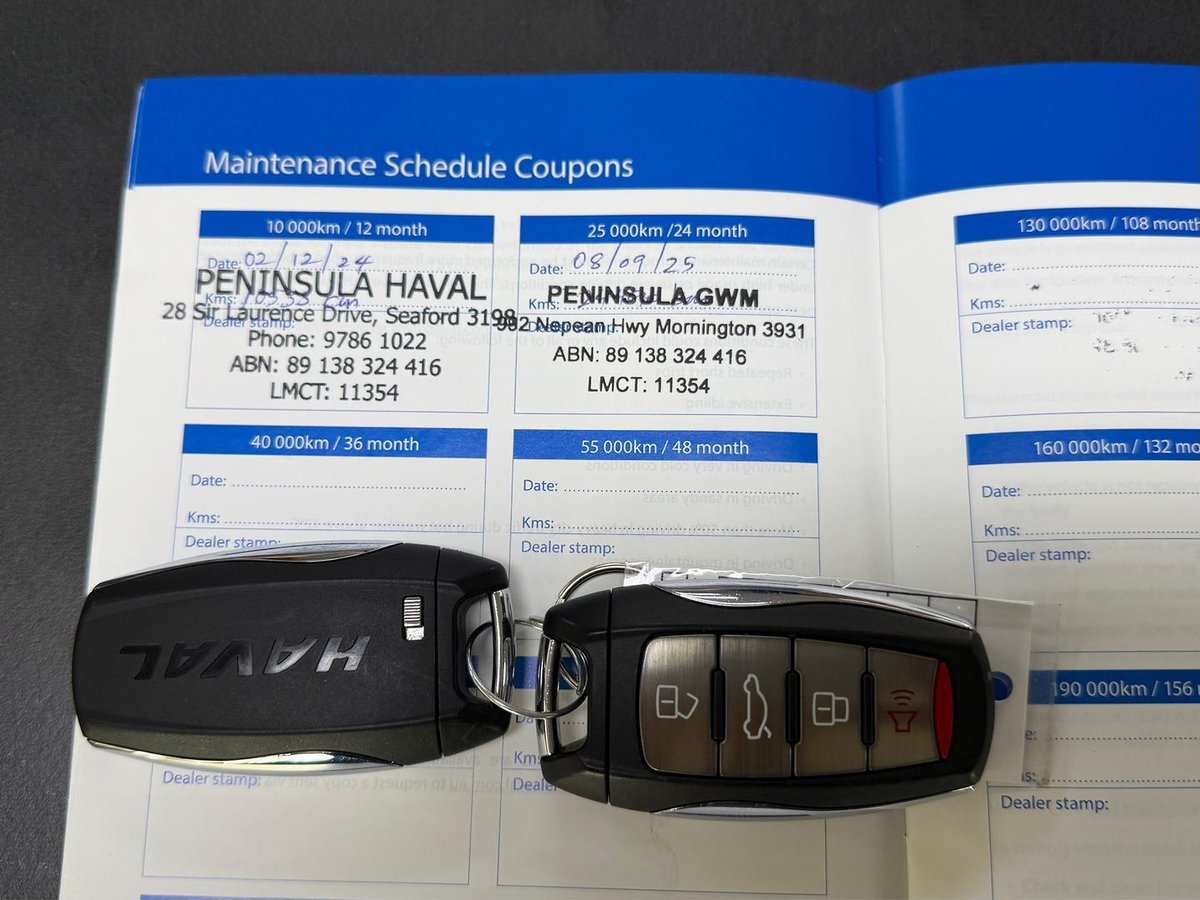 Maintenance Schedule Coupons
10 000km / 12 month
Date: 02/12/24
PENINSULA HAVAL
Kms:
28 Sir Laurence Drive, Seaford 3198
Dealer stamp:
Phone: 9786 1022
ABN: 89 138 324 416
LMCT: 11354
25 000km /24 month
Date: 08/09/25
Kms:
PENINSULA GWM
Nepean Hwy Mornington 3931
ABN: 89 138 324 416
LMCT: 11354
40 000km / 36 month
Date:
Kms:
Dealer stamp:
55 000km / 48 month
Date:
Kms:
Dealer stamp:
HAVAL
Dealer stamp:
Kms:
130 000km / 108 month
Date:
Kms:
Dealer stamp:
160 000km / 132
Date:
Kms:
Dealer stamp:
190 000km / 156
Dealer stamp: